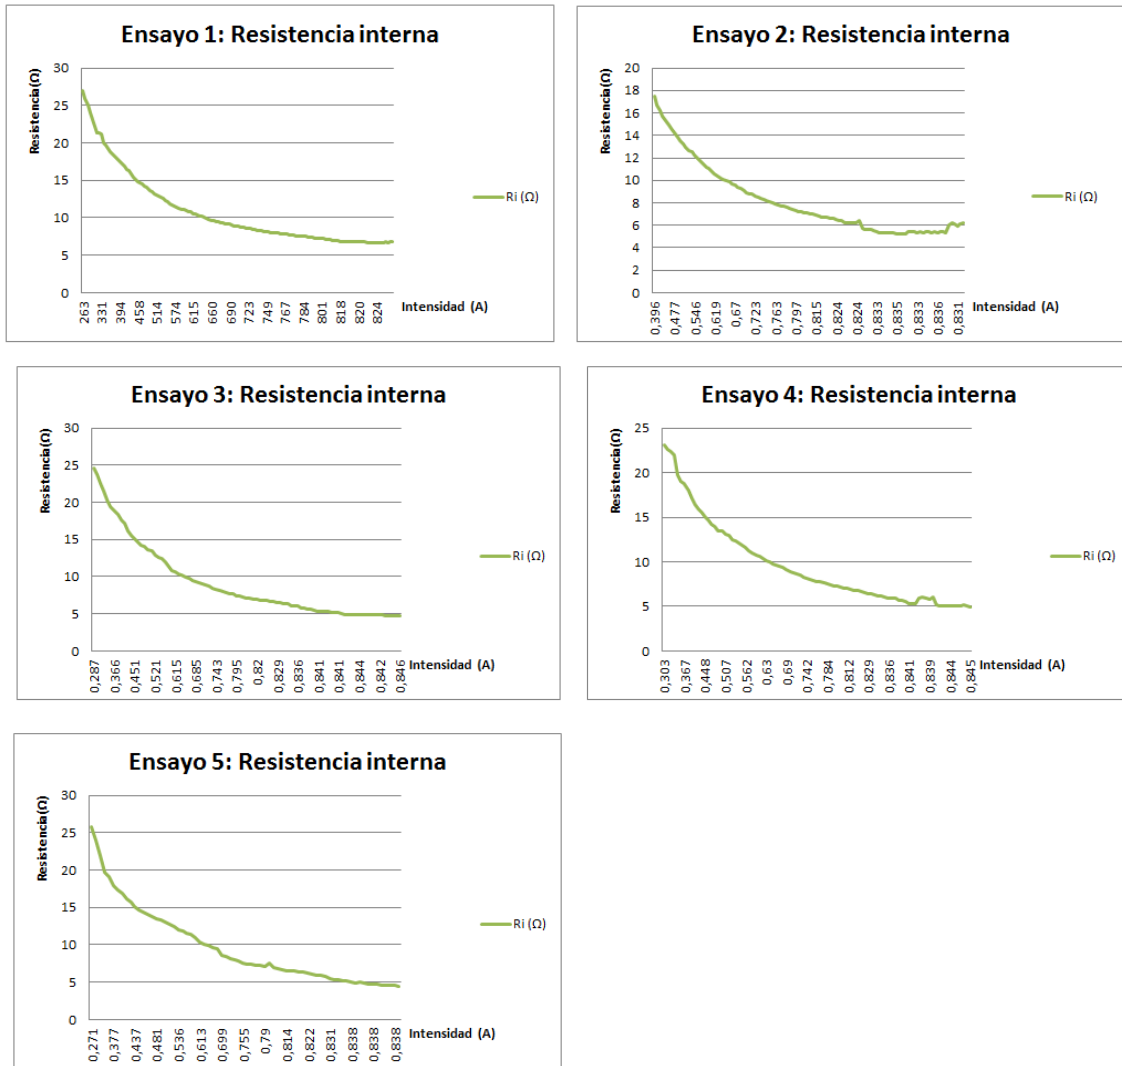 Ensayo 1: Resistencia interna
Resistencia(Ω)
30
25
20
15
10
5
0
263 331 394 458 514 574 615 660 690 723 749 767 784 801 818 820 824
Intensidad (A)
Ri (Ω)
Ensayo 2: Resistencia interna
Resistencia(Ω)
20
18
16
14
12
10
8
6
4
2
0
0,396 0,477 0,546 0,619 0,67 0,723 0,763 0,797 0,815 0,824 0,824 0,833 0,835 0,833 0,836 0,831
Intensidad (A)
Ri (Ω)
Ensayo 3: Resistencia interna
Resistencia(Ω)
30
25
20
15
10
5
0
0,287 0,366 0,451 0,521 0,615 0,685 0,743 0,795 0,82 0,829 0,836 0,841 0,841 0,844 0,842 0,846
Intensidad (A)
Ri (Ω)
Ensayo 4: Resistencia interna
Resistencia(Ω)
25
20
15
10
5
0
0,303 0,367 0,448 0,507 0,562 0,63 0,69 0,742 0,784 0,812 0,829 0,836 0,841 0,839 0,844 0,845
Intensidad (A)
Ri (Ω)
Ensayo 5: Resistencia interna
Resistencia(Ω)
30
25
20
15
10
5
0
0,271 0,377 0,437 0,481 0,536 0,613 0,699 0,755 0,79 0,814 0,822 0,831 0,838 0,838 0,838
Intensidad (A)
Ri (Ω)